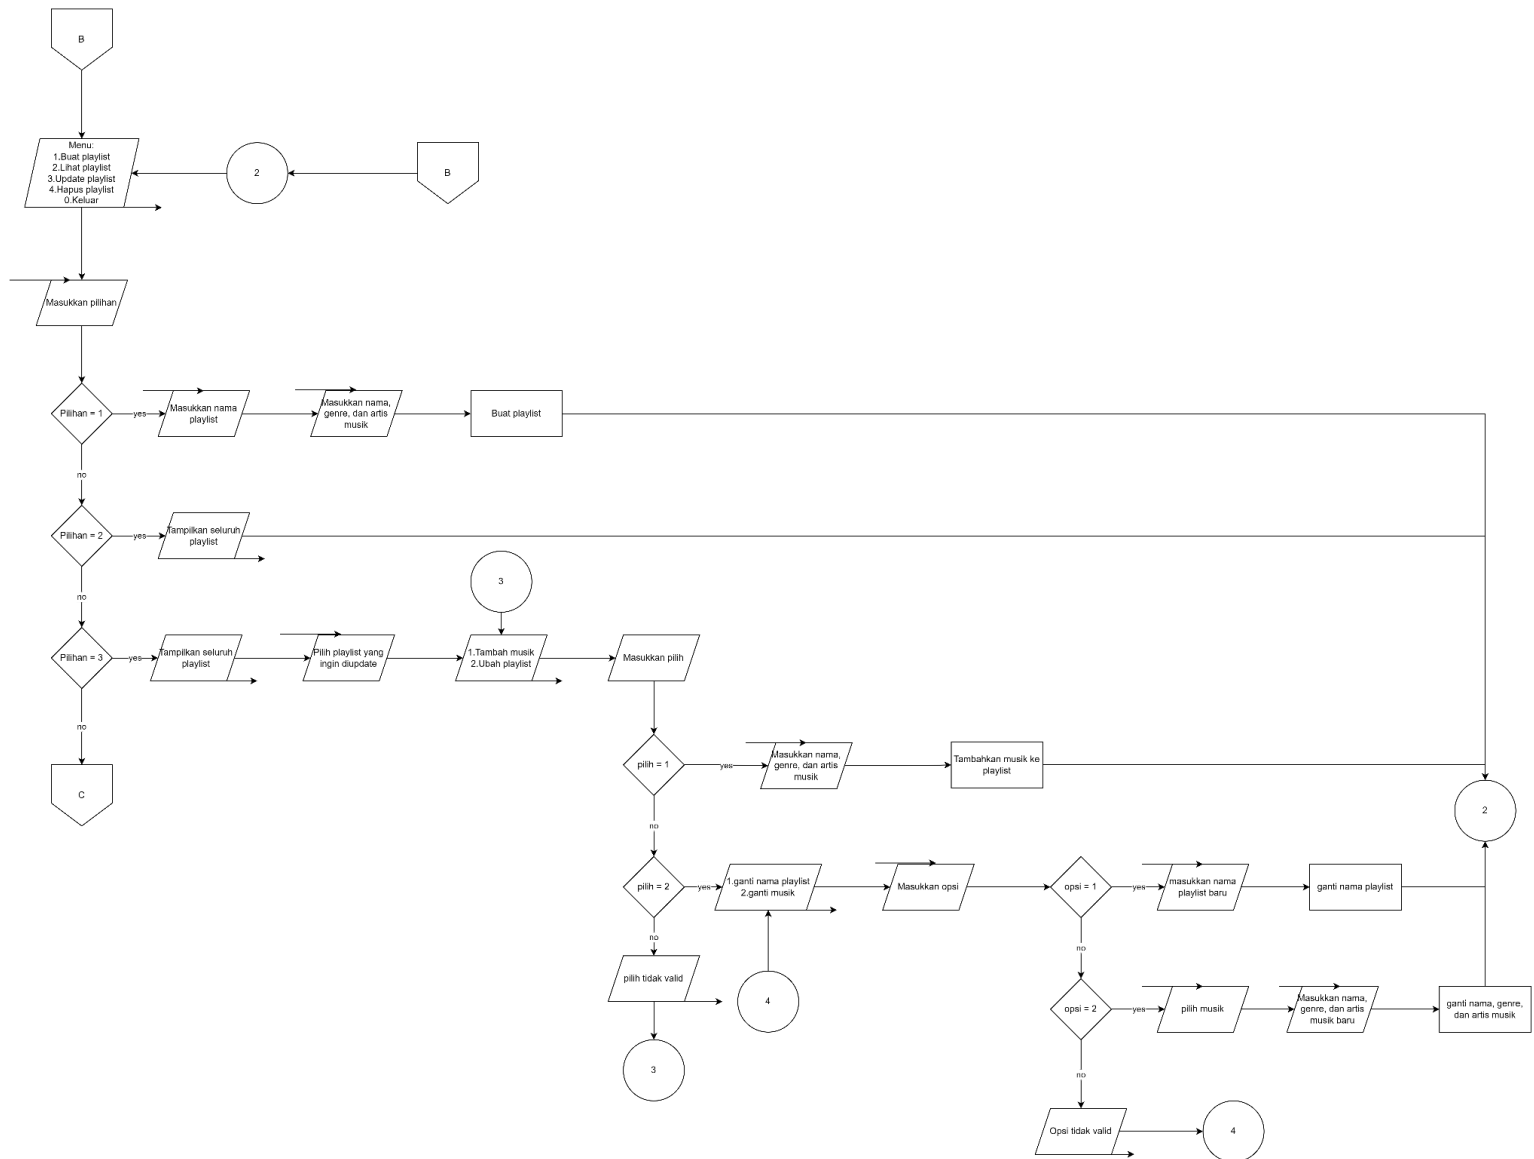 B
Menu:
1.Buat playlist
2.Lihat playlist
3.Update playlist
4.Hapus playlist
0.Keluar
2
B
Masukkan pilihan
Pilihan = 1
yes
Masukkan nama
playlist
Masukkan nama,
genre, dan artis
musik
Buat playlist
no
Pilihan = 2
yes
Tampilkan seluruh
playlist
no
3
Pilihan = 3
yes
Tampilkan seluruh
playlist
Pilih playlist yang
ingin diupdate
1.Tambah musik
2.Ubah playlist
Masukkan pilih
no
C
pilih = 1
yes
Masukkan nama,
genre, dan artis
musik
Tambahkan musik ke
playlist
2
no
pilih = 2
yes
1.ganti nama playlist
2.ganti musik
Masukkan opsi
opsi = 1
yes
masukkan nama
playlist baru
ganti nama playlist
no
pilih tidak valid
4
no
opsi = 2
yes
pilih musik
Masukkan nama,
genre, dan artis
musik baru
ganti nama, genre,
dan artis musik
3
no
Opsi tidak valid
4